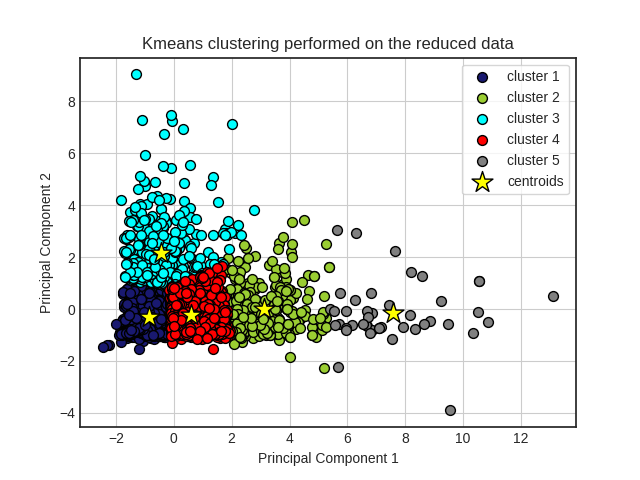 Kmeans clustering performed on the reduced data
cluster 1
cluster 2
cluster 3
cluster 4
cluster 5
centroids
Principal Component 2
8
6
4
2
0
−2
−4
−2 0 2 4 6 8 10 12
Principal Component 1